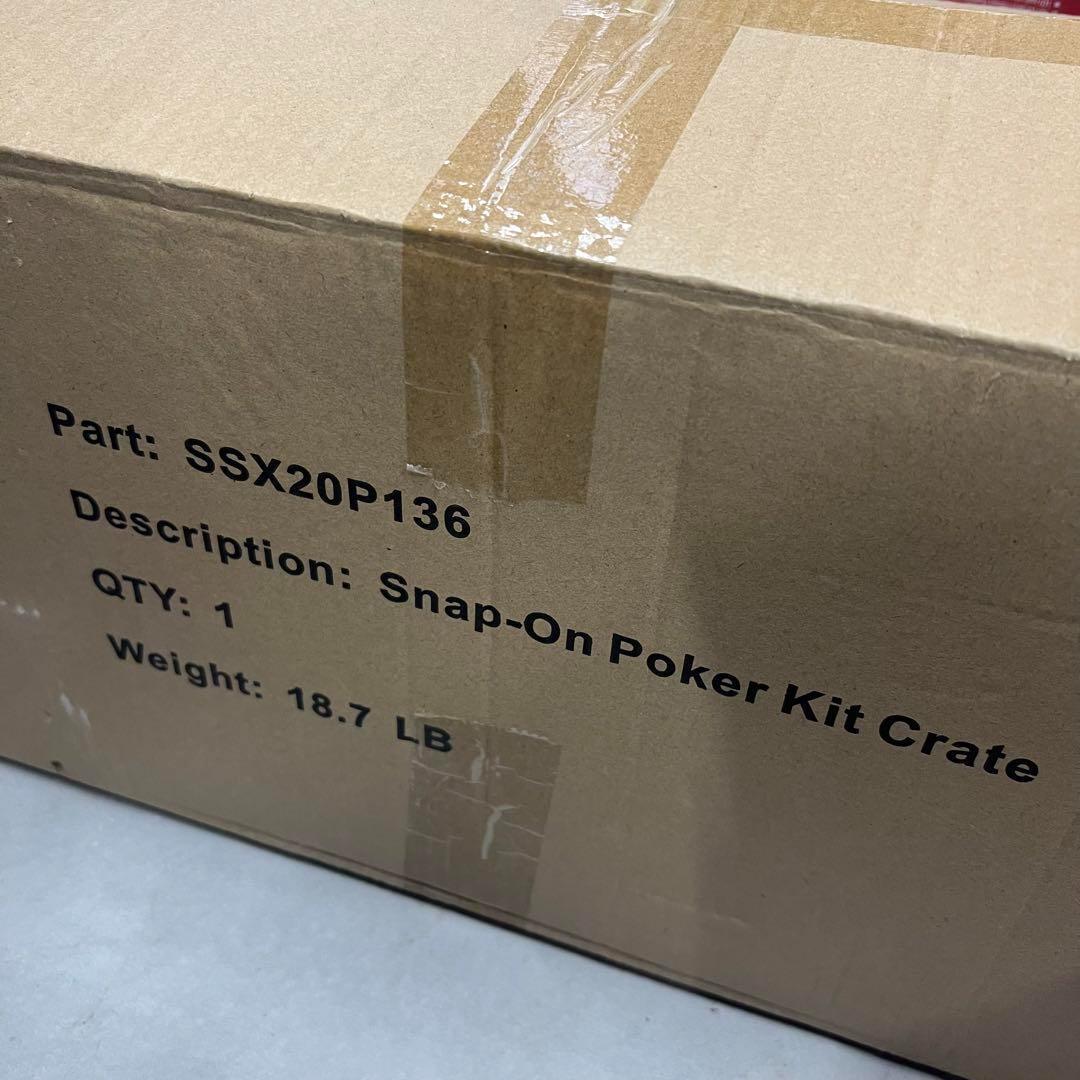 Part: SSX20P136
Description: Snap-On Poker Kit Crate
QTY: 1
Weight: 18.7 LB